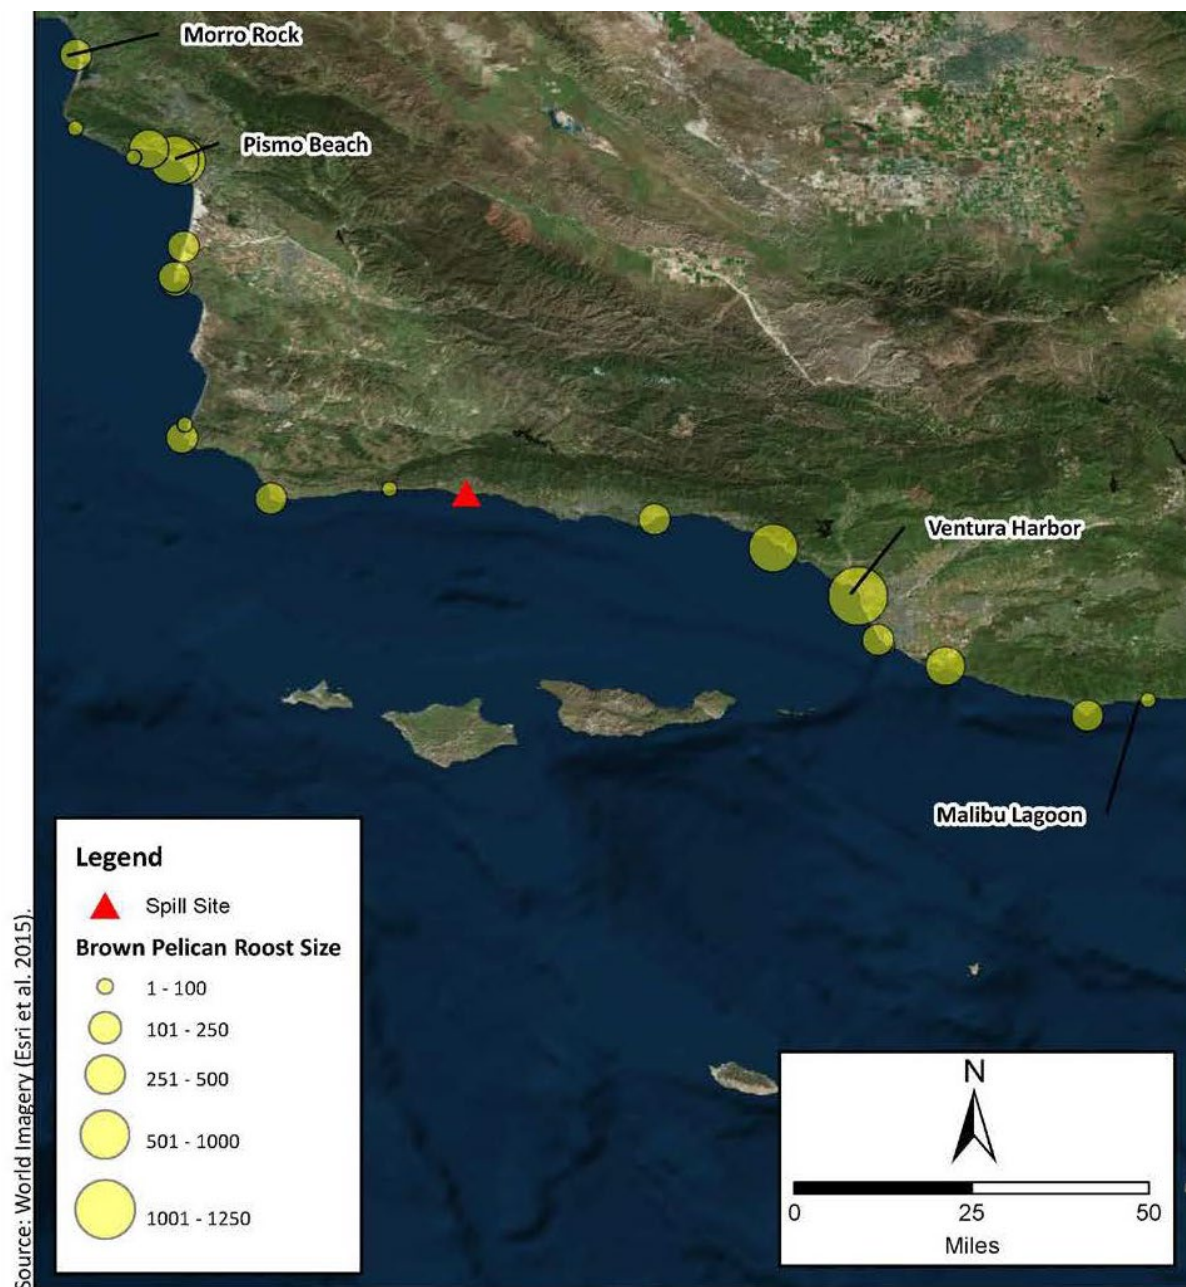 Morro Rock
Pismo Beach
Ventura Harbor
Malibu Lagoon
Legend
Spill Site
Brown Pelican Roost Size
1 - 100
101 - 250
251 - 500
501 - 1000
1001 - 1250
N
0 25 50
Miles
Source: World Imagery (Esri et al. 2015).